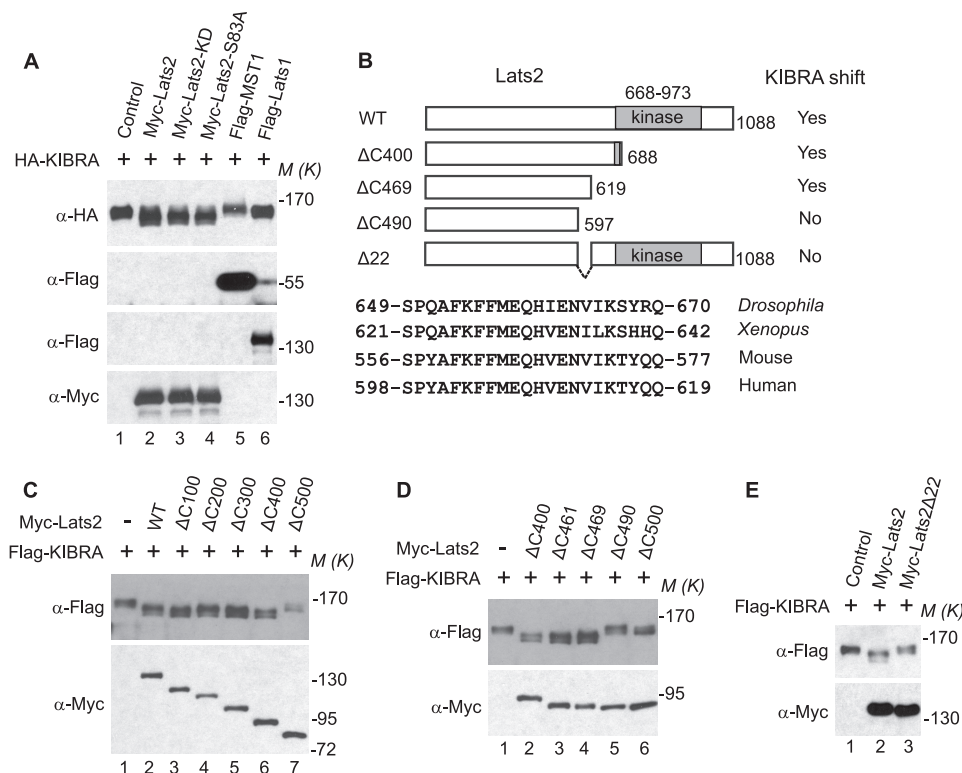 A
Control
Myc-Lats2
Myc-Lats2-KD
Myc-Lats2-S83A
Flag-MST1
Flag-Lats1
HA-KIBRA + + + + + +
M (K)
α-HA -170
α-Flag -55
α-Flag -130
α-Myc -130
1 2 3 4 5 6
B
Lats2 KIBRA shift
668-973
WT kinase 1088 Yes
ΔC400 688 Yes
ΔC469 619 Yes
ΔC490 597 No
Δ22 kinase 1088 No
649-SPQAFKFFMEQHIENVIKSYRQ-670 Drosophila
621-SPQAFKFFMEQHVENILKSHHQ-642 Xenopus
556-SPYAFKFFMEQHVENVIKTYQQ-577 Mouse
598-SPYAFKFFMEQHVENVIKTYQQ-619 Human
C
Myc-Lats2 - WT ΔC100 ΔC200 ΔC300 ΔC400 ΔC500
Flag-KIBRA + + + + + + +
M (K)
α-Flag -170
α-Myc -130
-95
-72
1 2 3 4 5 6 7
D
Myc-Lats2 - ΔC400 ΔC461 ΔC469 ΔC490 ΔC500
Flag-KIBRA + + + + + +
M (K)
α-Flag -170
α-Myc -95
1 2 3 4 5 6
E
Control
Myc-Lats2
Myc-Lats2Δ22
Flag-KIBRA + + +
M (K)
α-Flag -170
α-Myc -130
1 2 3